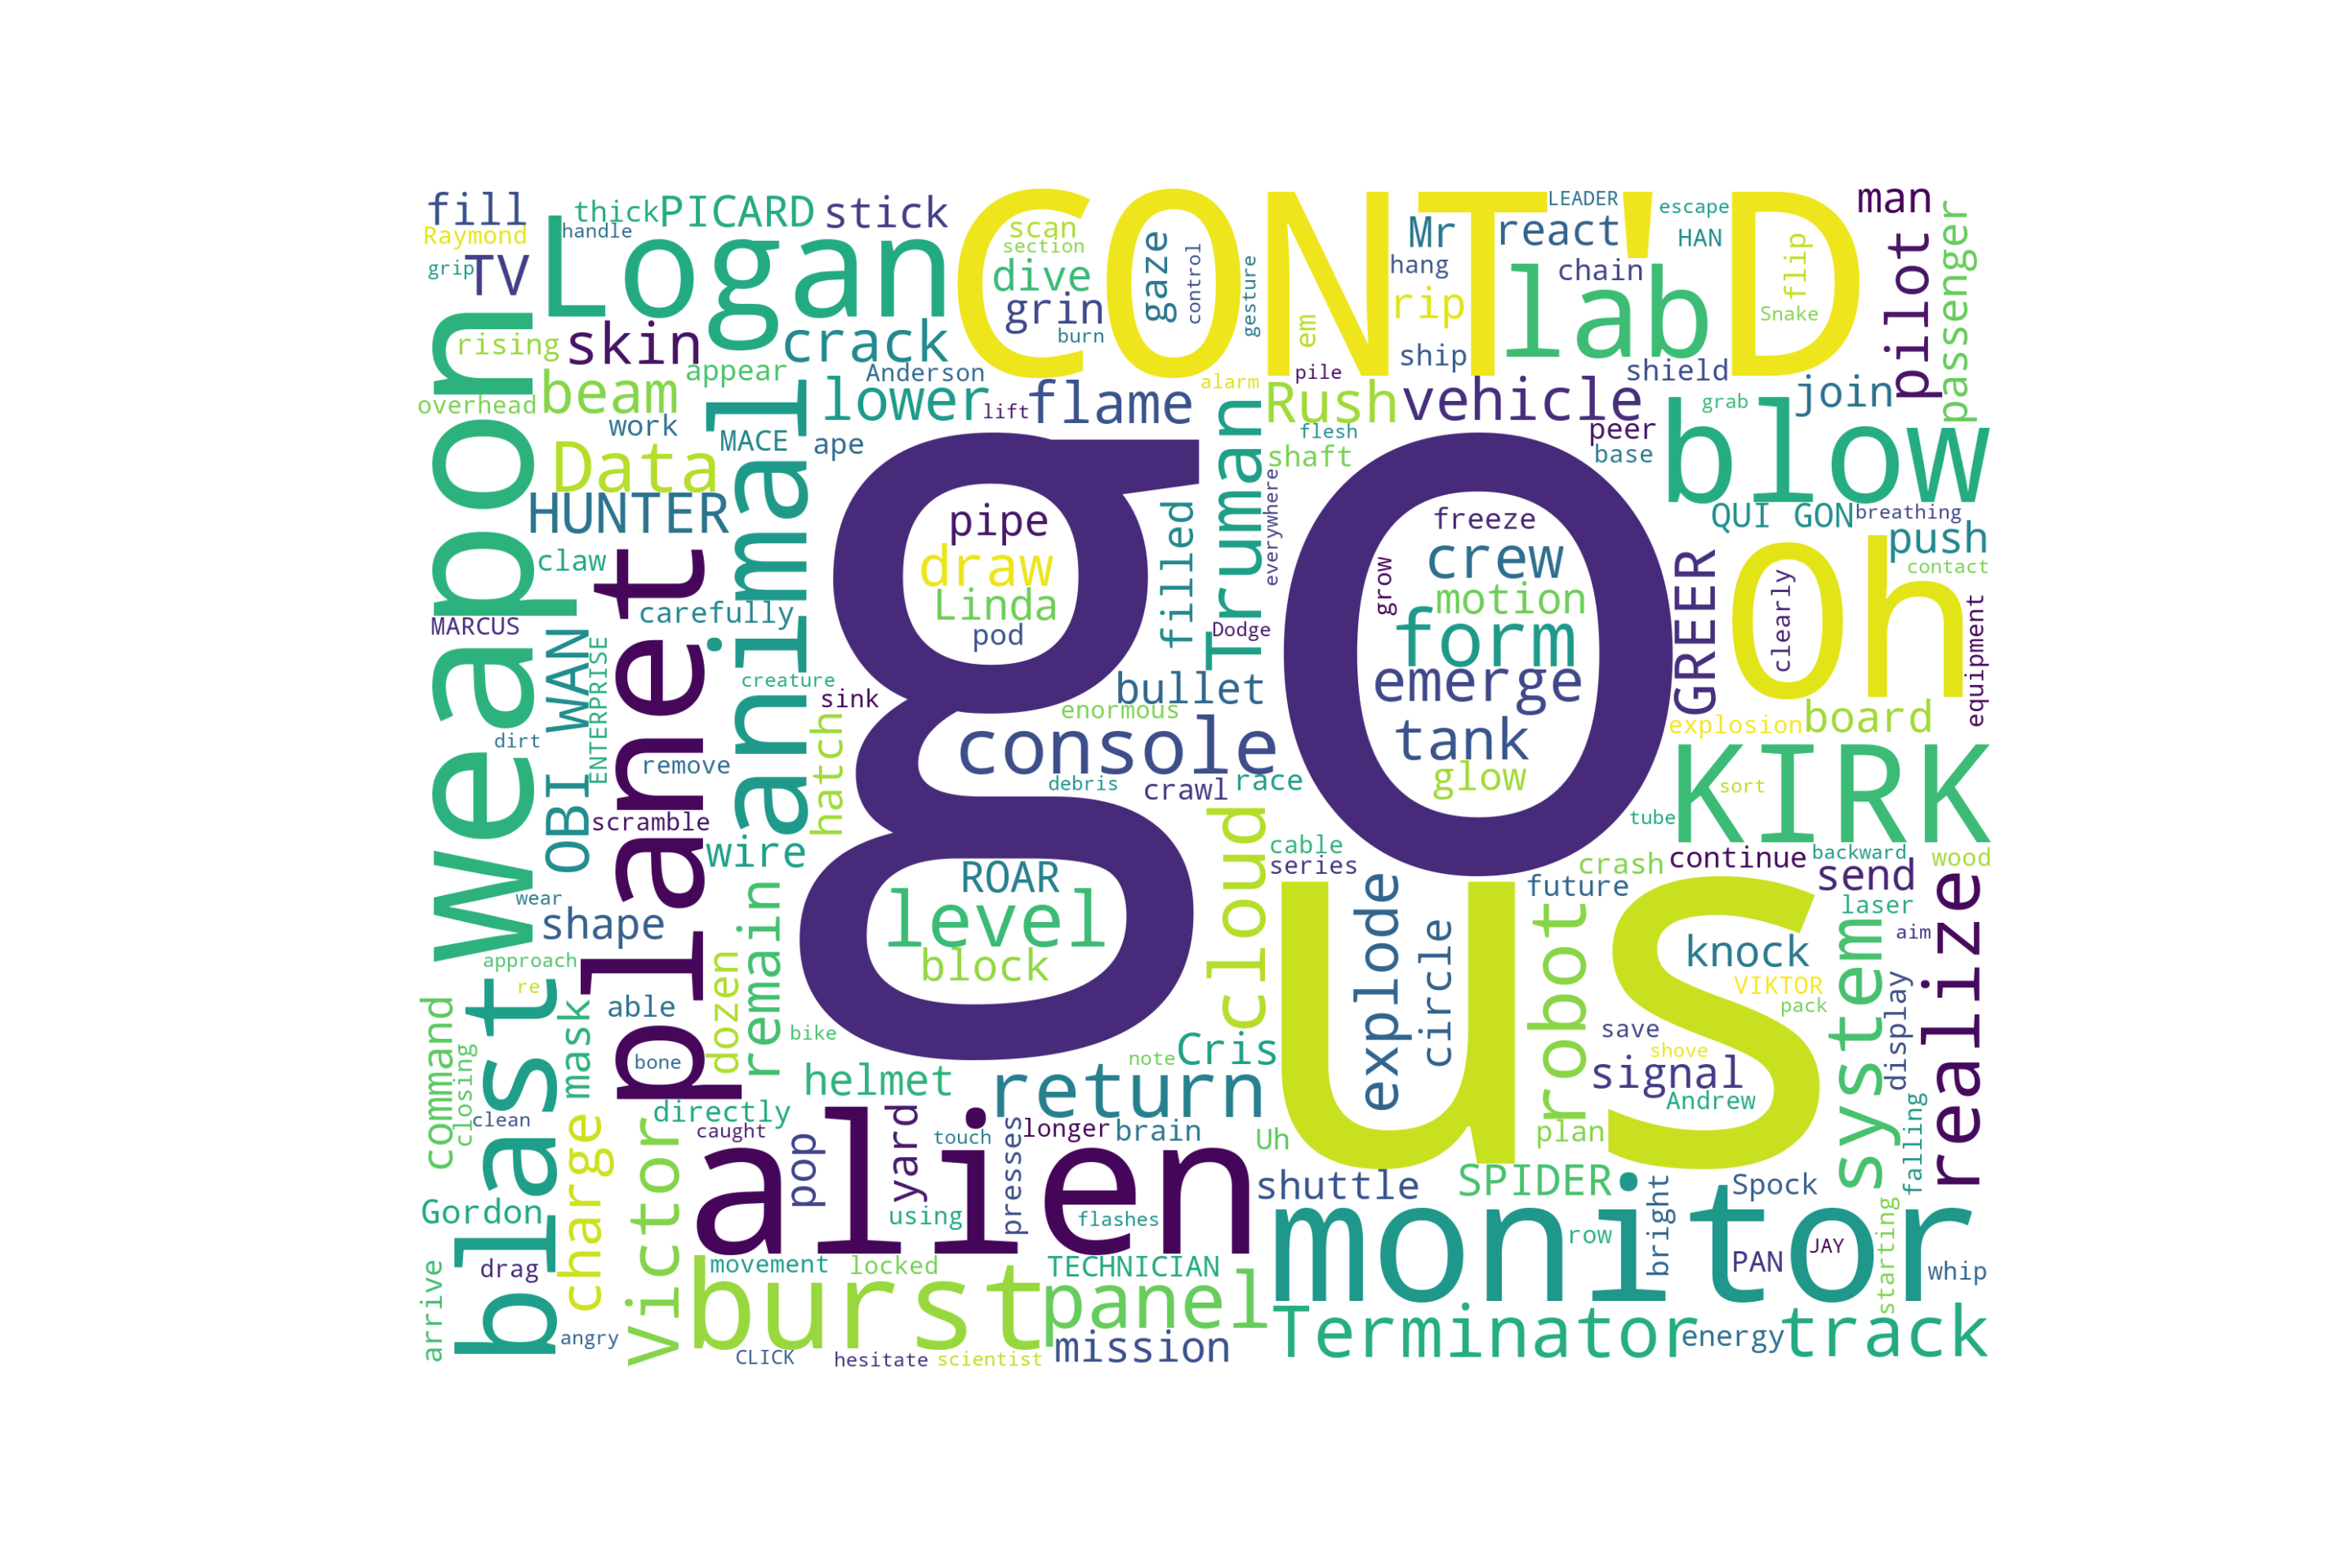 fill
thick
PICARD
stick
Raymond
handle
grip
TV
Logan
CONT'D
scan
section
dive
grin
burn
gaze
control
gesture
Mr
hang
rip
ship
em
react
LEADER
chain
lab
escape
HAN
flip
Snake
man
pilot
passenger
rising
skin
crack
appear
Anderson
overhead
beam
work
lower
lift
flame
alarm
pile
Rush
vehicle
shield
peer
base
grab
join
weapon
Data
MACE
ape
animal
HUNTER
claw
planet
carefully
MARCUS
OBI WAN
ENTERPRISE
dirt
remove
scramble
creature
sink
hatch
wire
go
pipe
draw
Linda
pod
filled
Truman
flesh
shaft
everywhere
Dodge
bullet
enormous
console
debris
crawl
race
freeze
grow
crew
motion
form
emerge
tank
glow
blow
QUI GON
breathing
push
contact
GREER
Oh
clearly
equipment
explosion
board
KIRK
sort
tube
wear
shape
approach
re
remain
ROAR
level
block
cloud
cable
series
explode
circle
us
crash
continue
backward
wood
future
send
laser
robot
knock
system
aim
realize
VIKTOR
pack
display
command
closing
blast
mask
able
bone
dozen
bike
clean
charge
directly
helmet
return
note
Cris
save
shove
signal
Andrew
falling
Victor
caught
pop
yard
touch
longer
brain
presses
Uh
plan
alien
using
flashes
shuttle
SPIDER
Spock
Gordon
arrive
drag
angry
movement
locked
TECHNICIAN
monitor
row
bright
PAN
JAY
starting
whip
burst
panel
CLICK
hesitate
scientist
mission
Terminator
energy
track